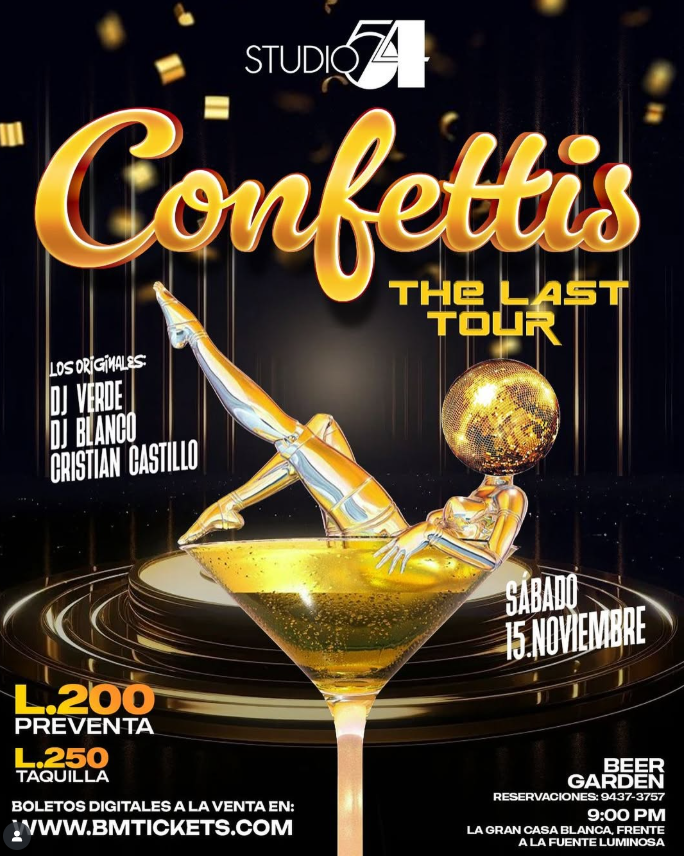 STUDIO 54
Confettis
THE LAST
TOUR
LOS ORIGINALES:
DJ VERDE
DJ BLANCO
CRISTIAN CASTILLO
SÁBADO
15.NOVIEMBRE
L.200
PREVENTA
L.250
TAQUILLA
BOLETOS DIGITALES A LA VENTA EN:
WWW.BMTICKETS.COM
BEER
GARDEN
RESERVACIONES: 9437-3757
9:00 PM
LA GRAN CASA BLANCA, FRENTE
A LA FUENTE LUMINOSA